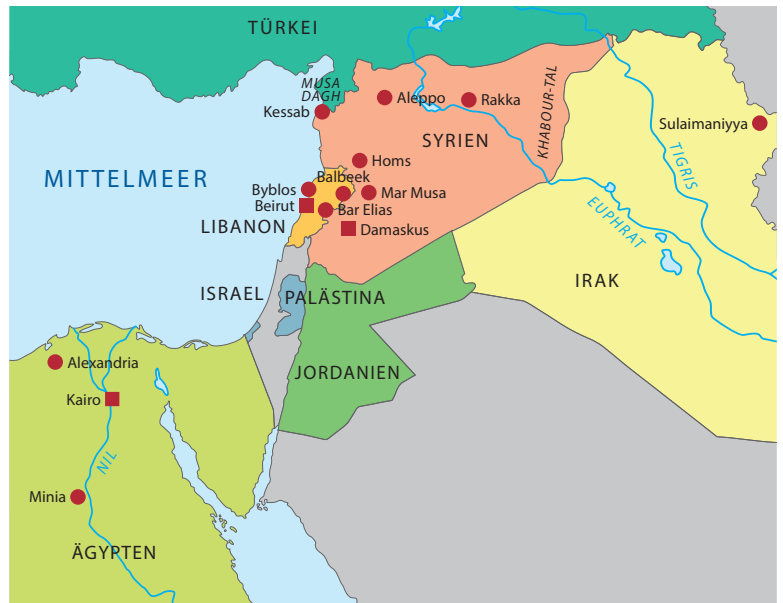 TÜRKEI
MUSA
DAGH
Kessab
Aleppo
Rakka
KHABOUR-TAL
Sulaimaniyya
SYRIEN
TIGRIS
MITTELMEER
Homs
Balbeek
Byblos
Mar Musa
Beirut
Bar Elias
LIBANON
Damaskus
EUPHRAT
IRAK
ISRAEL
PALÄSTINA
Alexandria
JORDANIEN
Kairo
NIL
Minia
ÄGYPTEN